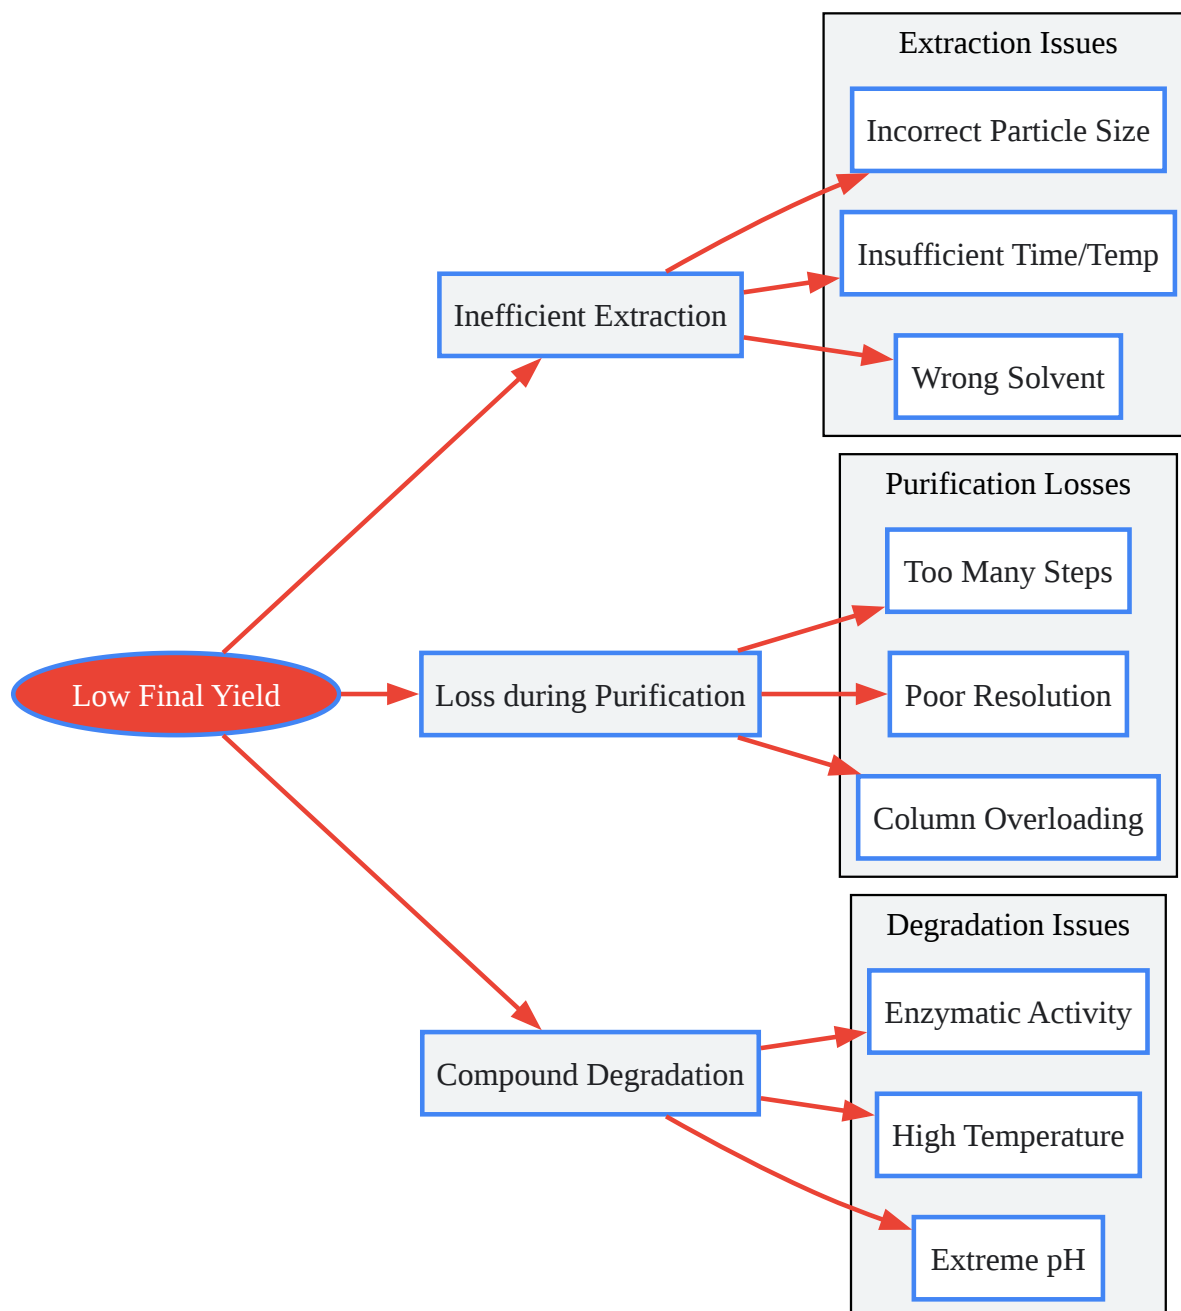 Extraction Issues
Incorrect Particle Size
Insufficient Time/Temp
Inefficient Extraction
Wrong Solvent
Purification Losses
Too Many Steps
Low Final Yield
Loss during Purification
Poor Resolution
Column Overloading
Degradation Issues
Enzymatic Activity
Compound Degradation
High Temperature
Extreme pH